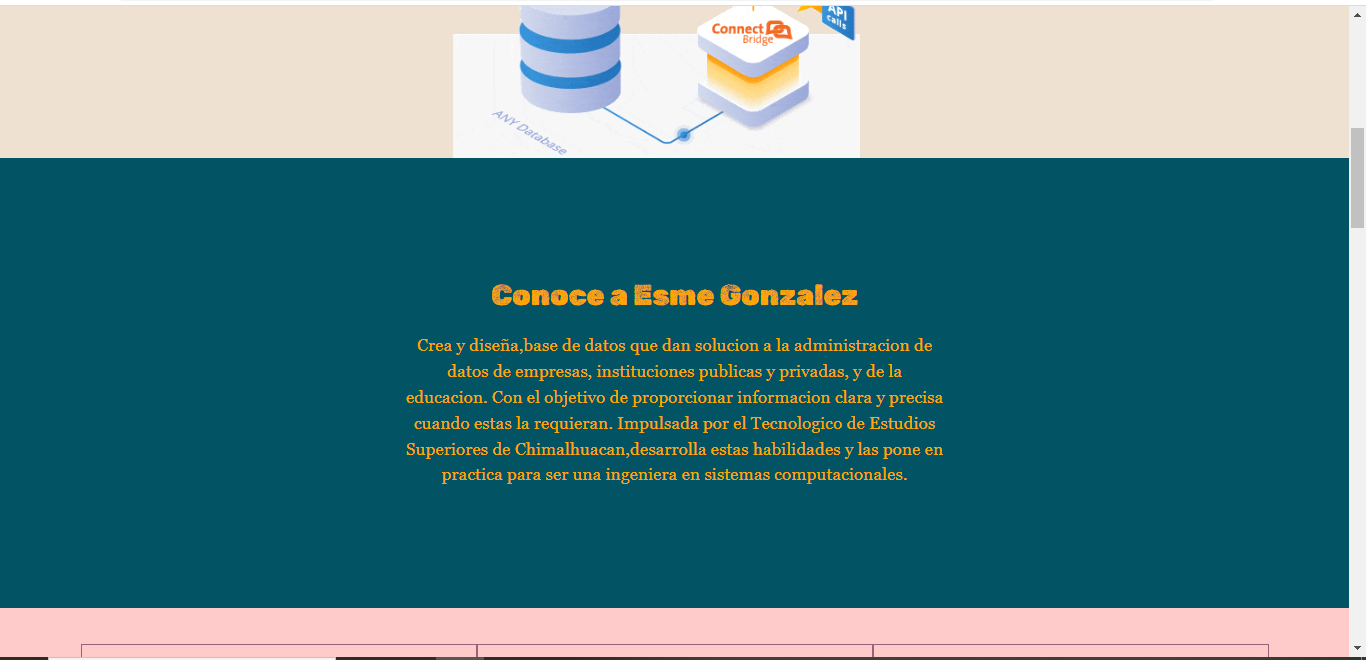 API
calls
Connect
Bridge
ANY Database
Conoce a Esme Gonzalez
Crea y diseña,base de datos que dan solucion a la administracion de
datos de empresas, instituciones publicas y privadas, y de la
educacion. Con el objetivo de proporcionar informacion clara y precisa
cuando estas la requieran. Impulsada por el Tecnologico de Estudios
Superiores de Chimalhuacan,desarrolla estas habilidades y las pone en
practica para ser una ingeniera en sistemas computacionales.